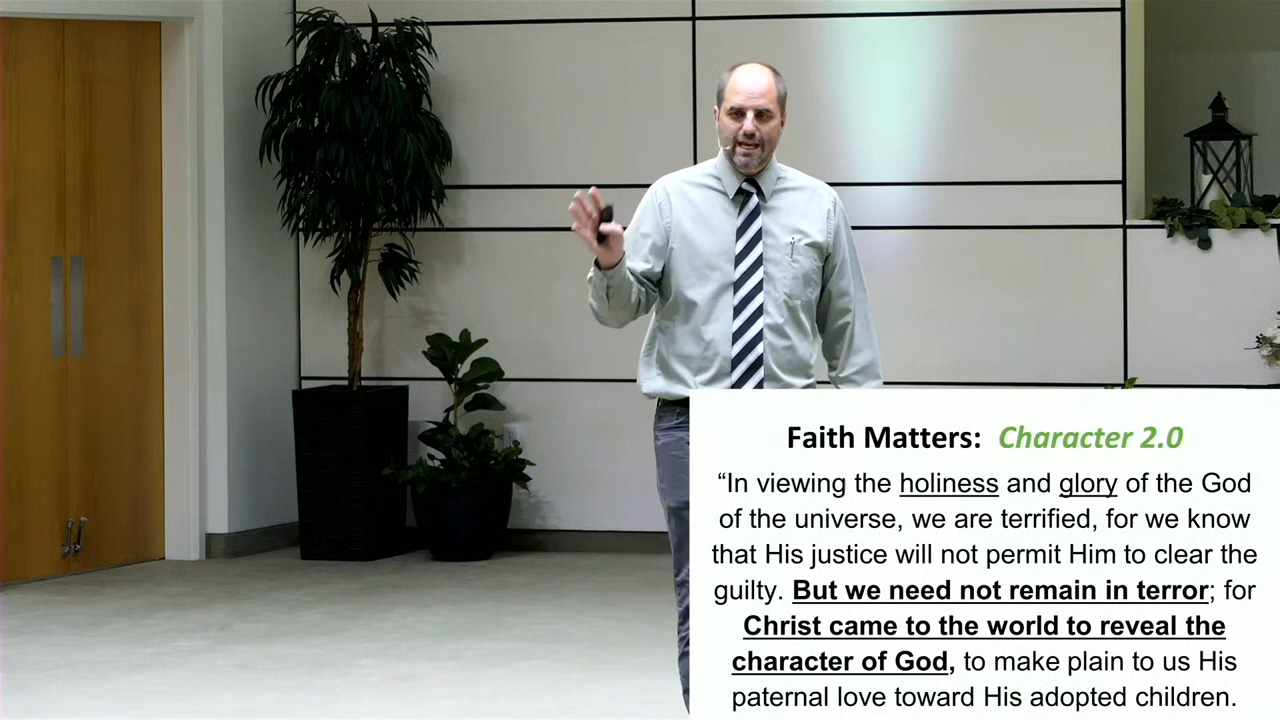 Faith Matters: Character 2.0
“In viewing the holiness and glory of the God
of the universe, we are terrified, for we know
that His justice will not permit Him to clear the
guilty. But we need not remain in terror; for
Christ came to the world to reveal the
character of God, to make plain to us His
paternal love toward His adopted children.